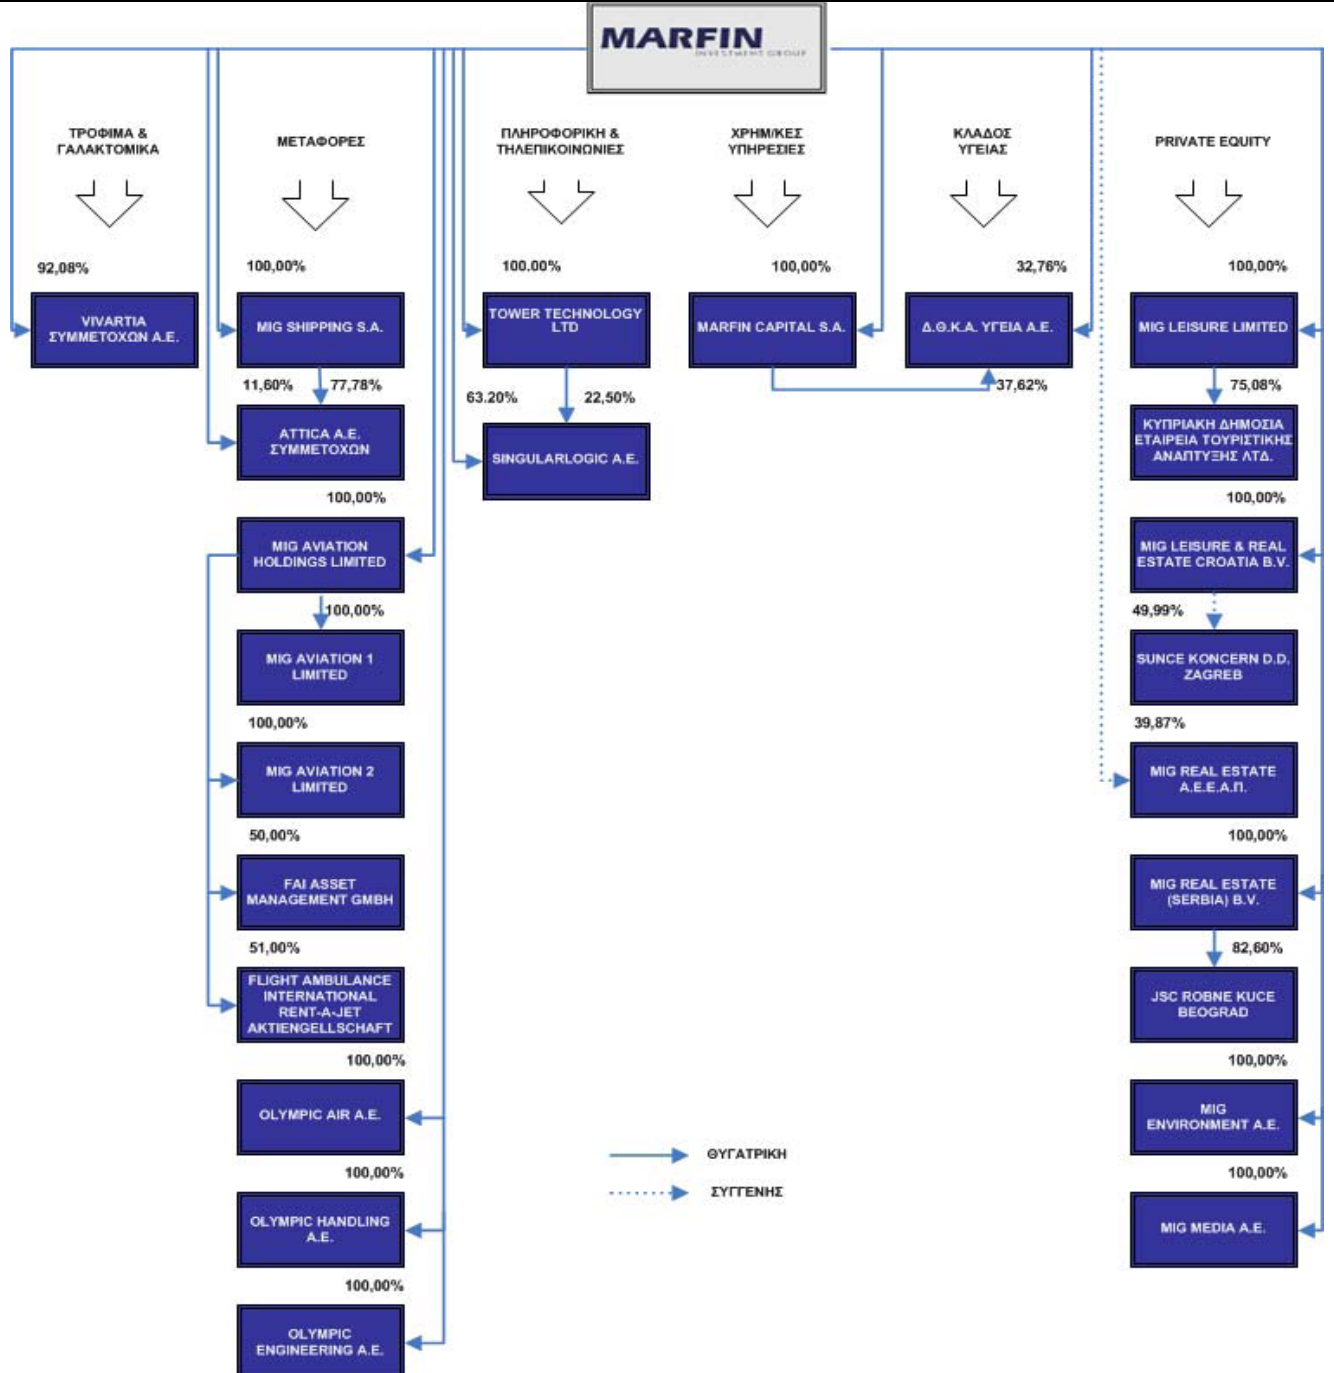 MARFIN
INVESTMENT GROUP
ΤΡΟΦΙΜΑ &
ΓΑΛΑΚΤΟΜΙΚΑ
ΜΕΤΑΦΟΡΕΣ
ΠΛΗΡΟΦΟΡΙΚΗ &
ΤΗΛΕΠΙΚΟΙΝΩΝΙΕΣ
ΧΡΗΜ/ΚΕΣ
ΥΠΗΡΕΣΙΕΣ
ΚΛΑΔΟΣ
ΥΓΕΙΑΣ
PRIVATE EQUITY
92,08%
100,00%
100.00%
100,00%
32,76%
100,00%
VIVARTIA
ΣΥΜΜΕΤΟΧΩΝ Α.Ε.
MIG SHIPPING S.A.
TOWER TECHNOLOGY
LTD
MARFIN CAPITAL S.A.
Δ.Θ.Κ.Α. ΥΓΕΙΑ Α.Ε.
MIG LEISURE LIMITED
11,60%
77,78%
63.20%
22,50%
37,62%
75,08%
ATTICA Α.Ε.
ΣΥΜΜΕΤΟΧΩΝ
SINGULARLOGIC Α.Ε.
ΚΥΠΡΙΑΚΗ ΔΗΜΟΣΙΑ
ΕΤΑΙΡΕΙΑ ΤΟΥΡΙΣΤΙΚΗΣ
ΑΝΑΠΤΥΞΗΣ ΛΤΔ.
100,00%
100,00%
MIG AVIATION
HOLDINGS LIMITED
MIG LEISURE & REAL
ESTATE CROATIA B.V.
100,00%
49,99%
MIG AVIATION 1
LIMITED
SUNCE KONCERN D.D.
ZAGREB
100,00%
39,87%
MIG AVIATION 2
LIMITED
MIG REAL ESTATE
Α.Ε.Ε.Α.Π.
50,00%
100,00%
FAI ASSET
MANAGEMENT GMBH
MIG REAL ESTATE
(SERBIA) B.V.
51,00%
82,60%
FLIGHT AMBULANCE
INTERNATIONAL
RENT-A-JET
AKTIENGELLSCHAFT
JSC ROBNE KUCE
BEOGRAD
100,00%
100,00%
OLYMPIC AIR Α.Ε.
MIG
ENVIRONMENT Α.Ε.
ΘΥΓΑΤΡΙΚΗ
100,00%
100,00%
ΣΥΓΓΕΝΗΣ
OLYMPIC HANDLING
Α.Ε.
MIG MEDIA Α.Ε.
100,00%
OLYMPIC
ENGINEERING Α.Ε.